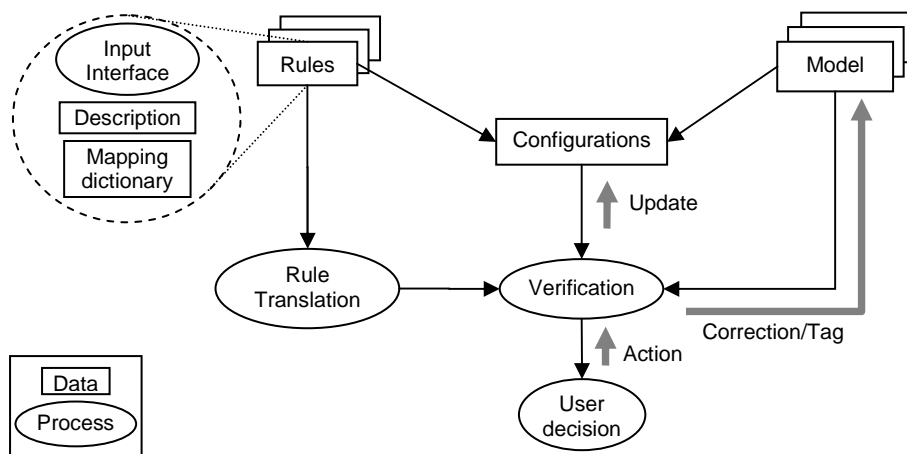 Input
Interface
Description
Mapping
dictionary
Rules
Model
Configurations
Update
Rule
Translation
Verification
Correction/Tag
Action
User
decision
Data
Process